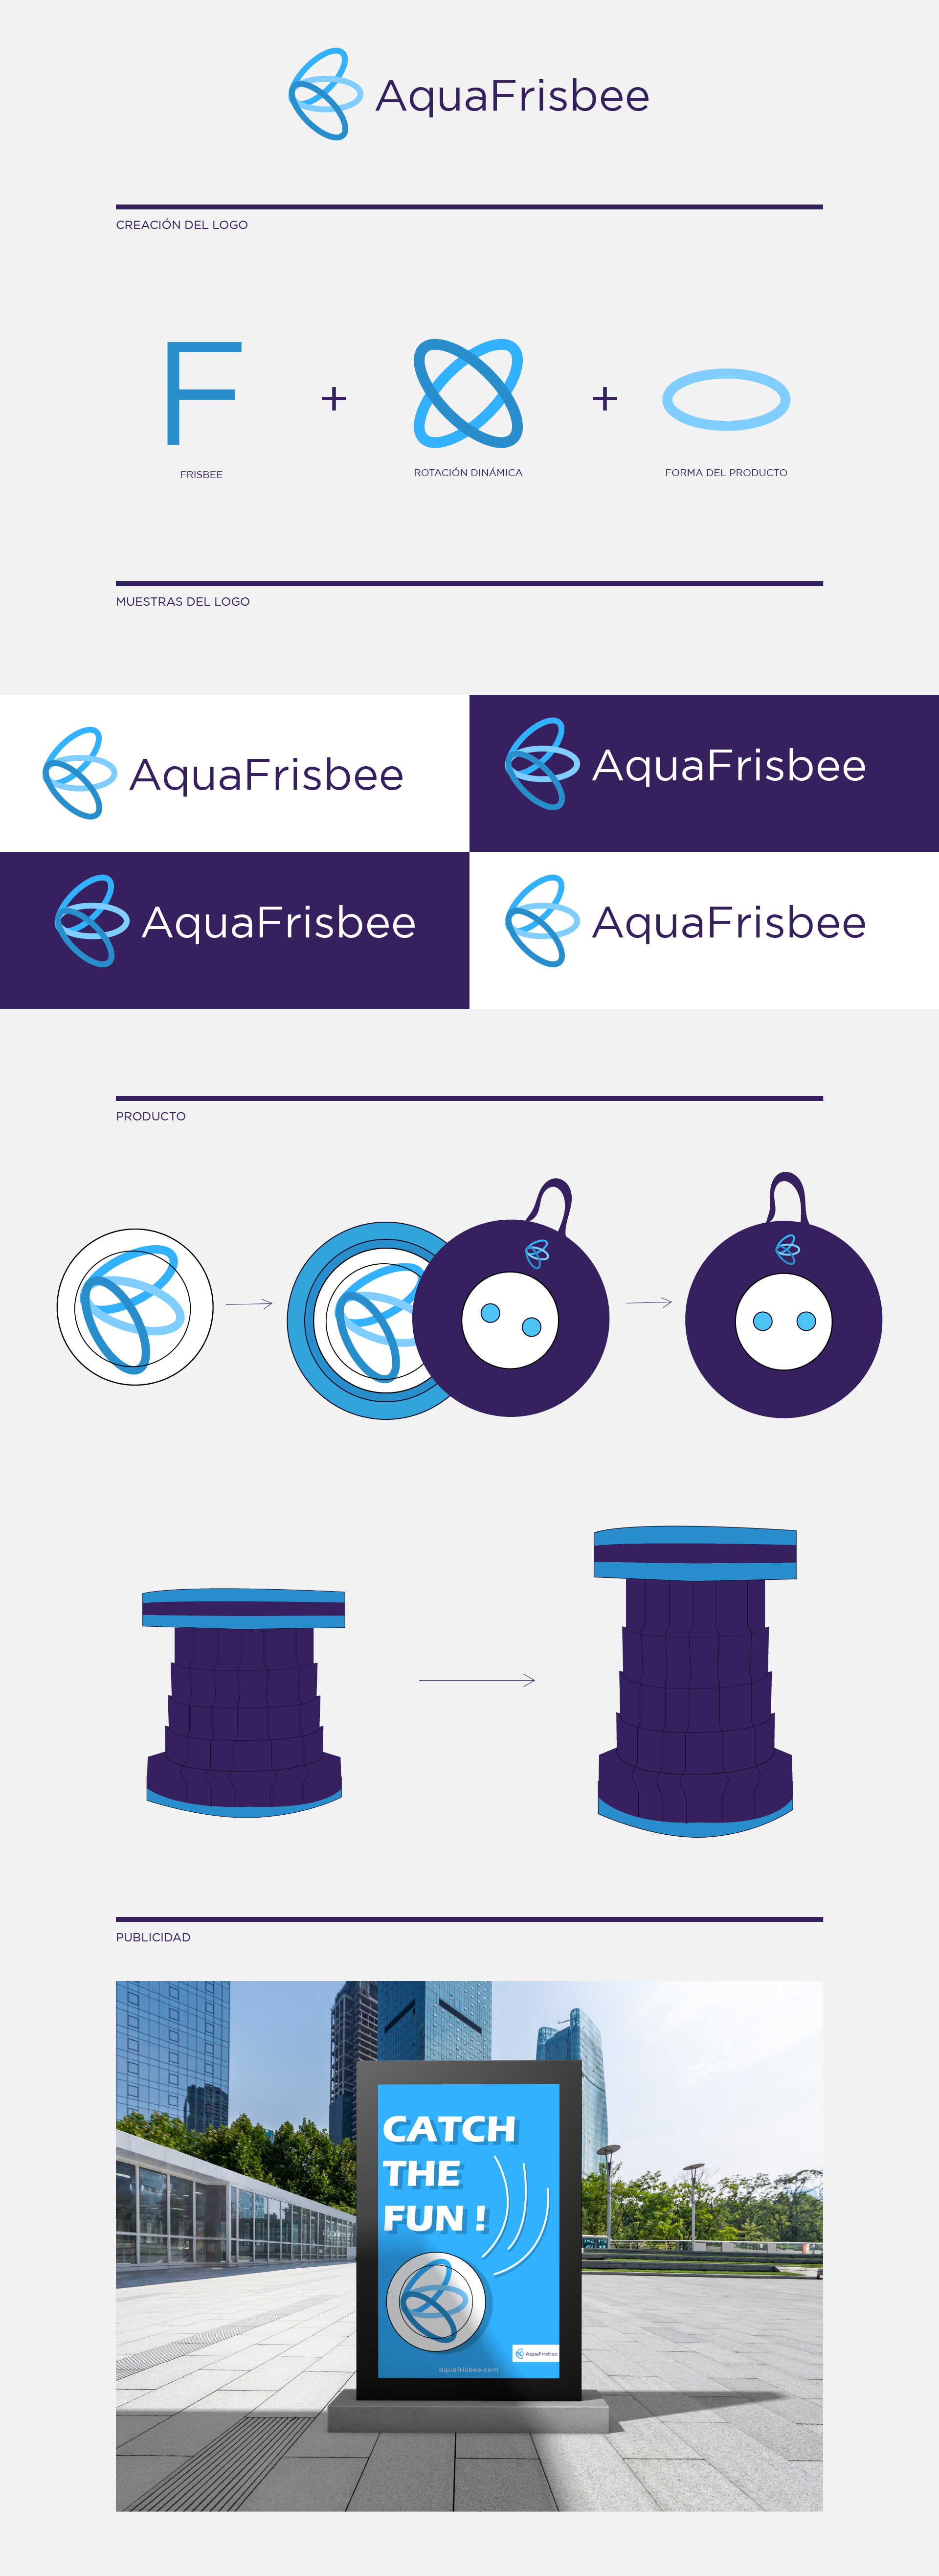 AquaFrisbee
CREACIÓN DEL LOGO
F
+
+
FRISBEE
ROTACIÓN DINÁMICA
FORMA DEL PRODUCTO
MUESTRAS DEL LOGO
AquaFrisbee
AquaFrisbee
AquaFrisbee
AquaFrisbee
PRODUCTO
PUBLICIDAD
CATCH
THE
FUN !
AquaFrisbee
aquafrisbee.com